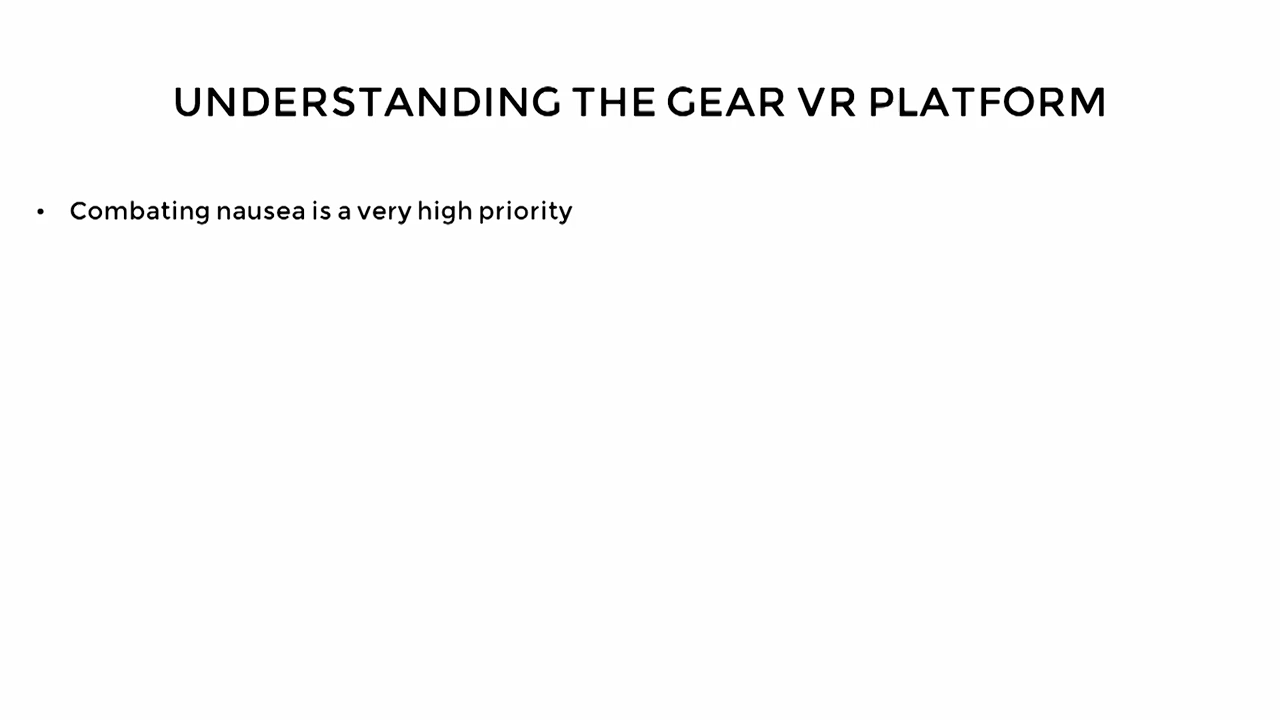 UNDERSTANDING THE GEAR VR PLATFORM
• Combating nausea is a very high priority